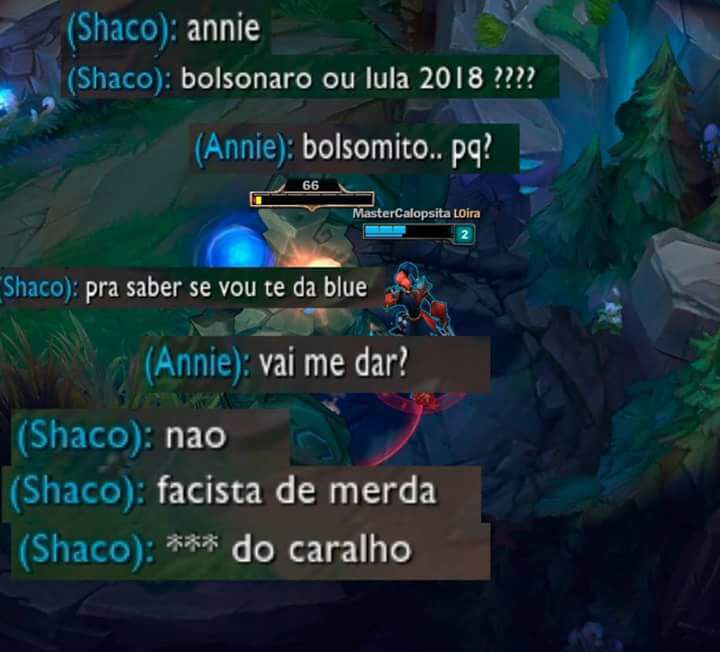 (Shaco): annie
(Shaco): bolsonaro ou lula 2018 ????
(Annie): bolsomito.. pq?
66
MasterCalopsita L0ira
2
(Shaco): pra saber se vou te da blue
(Annie): vai me dar?
(Shaco): nao
(Shaco): facista de merda
(Shaco): *** do caralho